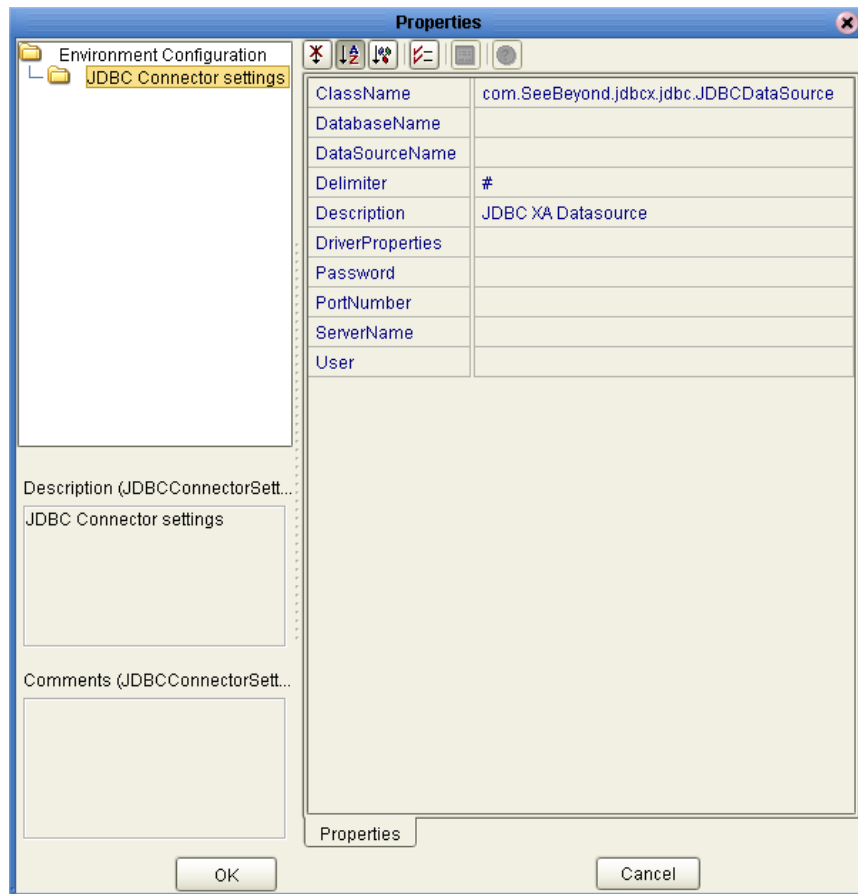 Properties
Environment Configuration
JDBC Connector settings
ClassName com.SeeBeyond.jdbcx.jdbc.JDBCDataSource
DatabaseName
DataSourceName
Delimiter #
Description JDBC XA Datasource
DriverProperties
Password
PortNumber
ServerName
User
Description (JDBCConnectorSett...
JDBC Connector settings
Comments (JDBCConnectorSett...
Properties
OK Cancel